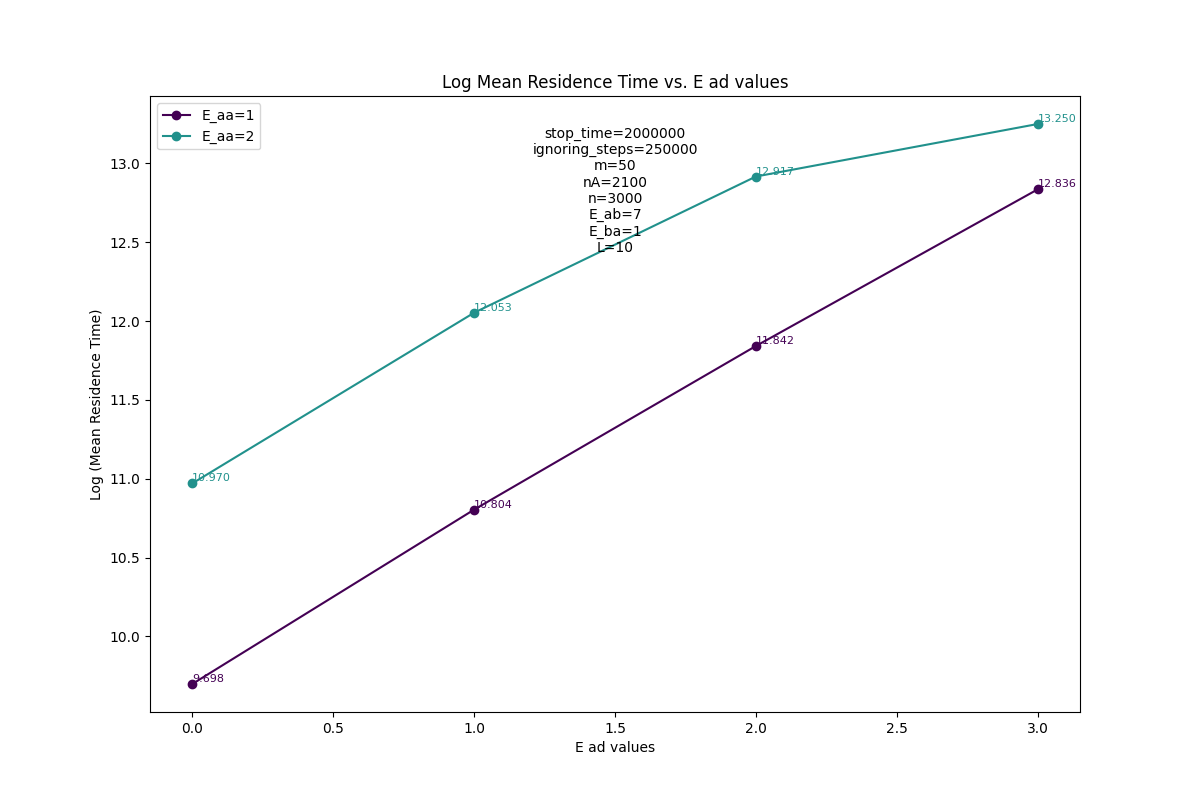 Log Mean Residence Time vs. E ad values
E_aa=1
E_aa=2
stop_time=2000000
ignoring_steps=250000
m=50
nA=2100
n=3000
E_ab=7
E_ba=1
L=10
13.250
12.917
12.836
12.053
11.842
10.970
10.804
9.698
Log (Mean Residence Time)
13.0
12.5
12.0
11.5
11.0
10.5
10.0
0.0 0.5 1.0 1.5 2.0 2.5 3.0
E ad values